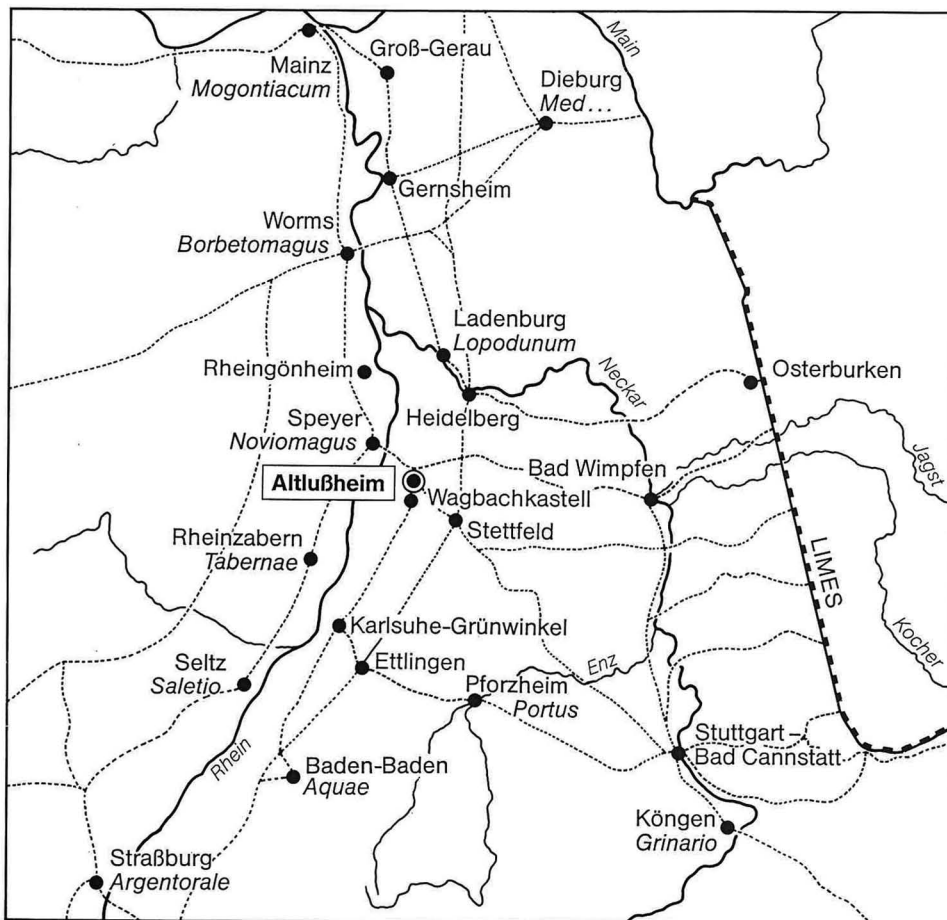 Main
Groß-Gerau
Mainz
Mogontiacum
Dieburg
Med...
Gernsheim
Worms
Borbetomagus
Ladenburg
Lopodunum
Neckar
Rheingönheim
Osterburken
Heidelberg
Speyer
Noviomagus
Bad Wimpfen
Jagst
Altlußheim
Wagbachkastell
Stettfeld
Rheinzabern
Tabernae
LIMES
Kocher
Karlsuhe-Grünwinkel
Ettlingen
Enz
Seltz
Saletio
Pforzheim
Portus
Rhein
Stuttgart –
Bad Cannstatt
Baden-Baden
Aquae
Köngen
Grinario
Straßburg
Argentorale